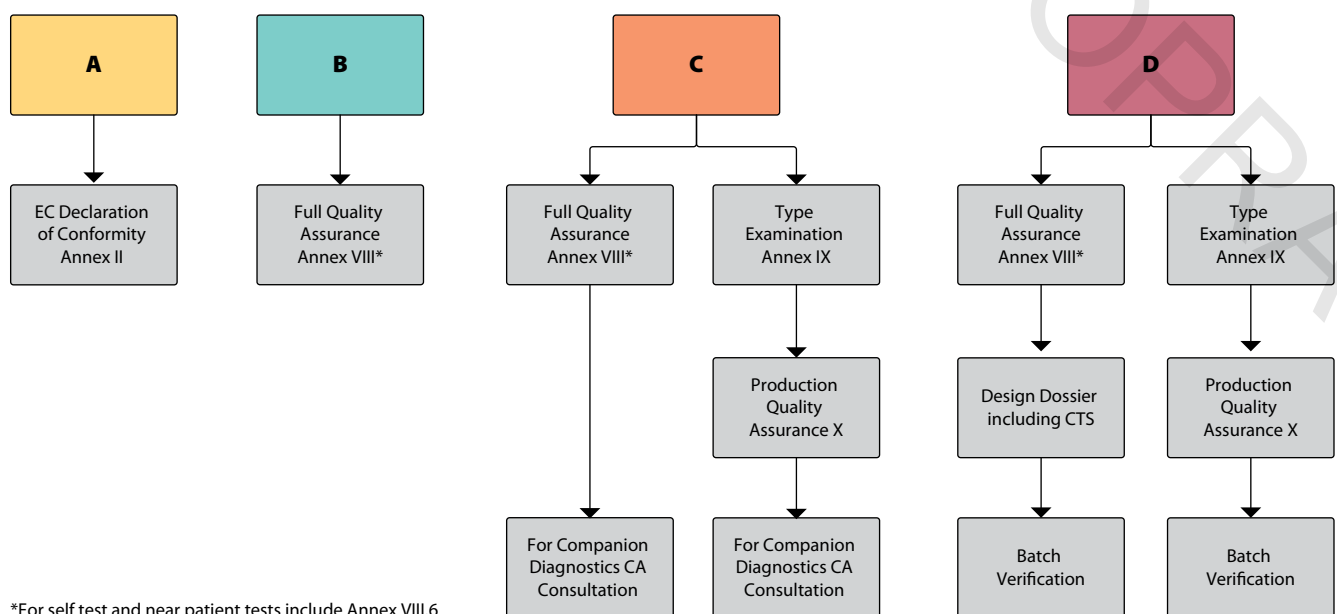 A
B
C
D
EC Declaration
of Conformity
Annex II
Full Quality
Assurance
Annex VIII*
Full Quality
Assurance
Annex VIII*
Type
Examination
Annex IX
Full Quality
Assurance
Annex VIII*
Type
Examination
Annex IX
Production
Quality
Assurance X
Design Dossier
including CTS
Production
Quality
Assurance X
For Companion
Diagnostics CA
Consultation
For Companion
Diagnostics CA
Consultation
Batch
Verification
Batch
Verification
*For self test and near patient tests include Annex VIII.6
OPRA